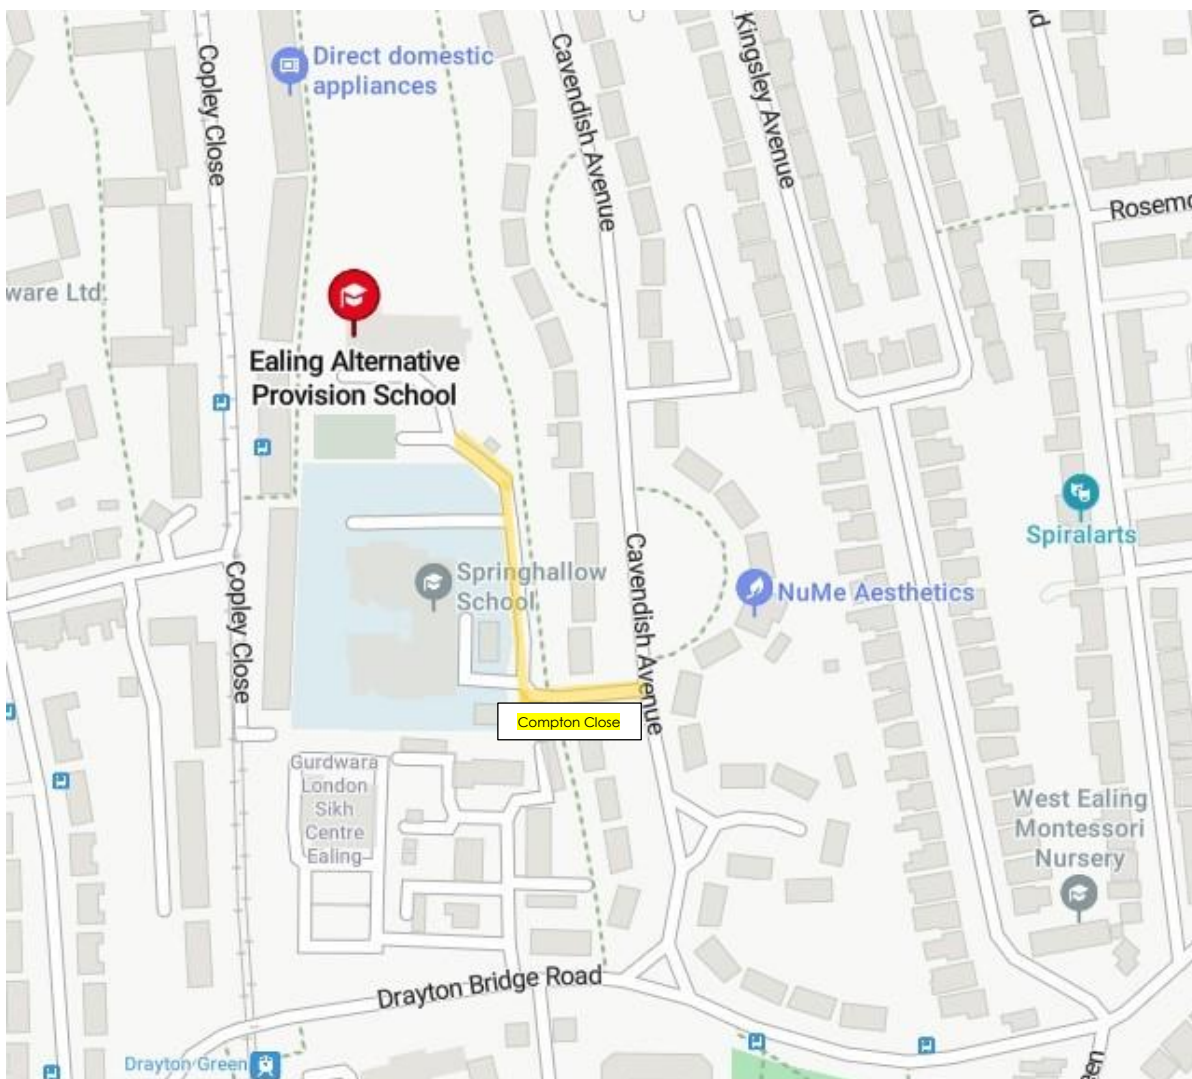 Copley Close
Direct domestic
appliances
Cavendish Avenue
Kingsley Avenue
Rosemo
ware Ltd.
Ealing Alternative
Provision School
Spiralarts
Springhallow
School
NuMe Aesthetics
Copley Close
Cavendish Avenue
Compton Close
Gurdwara
London
Sikh
Centre
Ealing
West Ealing
Montessori
Nursery
Drayton Bridge Road
Drayton Green
een